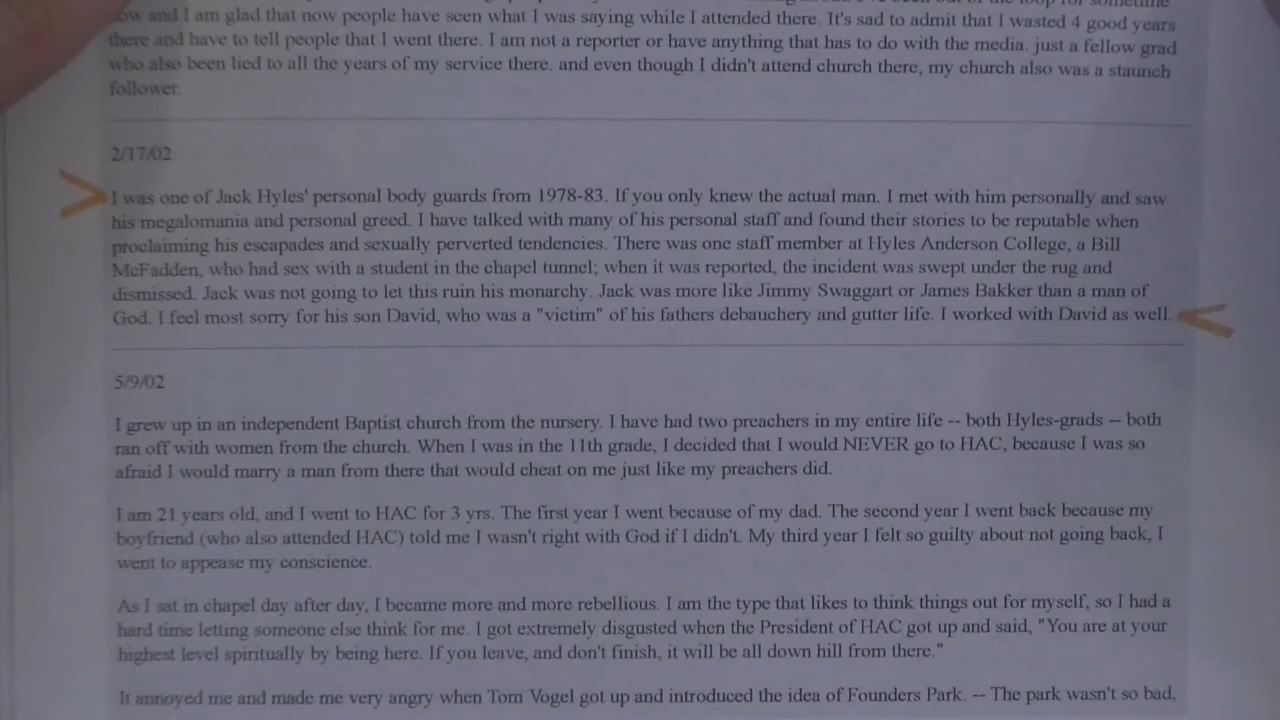 now and I am glad that now people have seen what I was saying while I attended there. It's sad to admit that I wasted 4 good years
there and have to tell people that I went there. I am not a reporter or have anything that has to do with the media. just a fellow grad
who also been lied to all the years of my service there. and even though I didn't attend church there, my church also was a staunch
follower.
2/17/02
I was one of Jack Hyles' personal body guards from 1978-83. If you only knew the actual man. I met with him personally and saw
his megalomania and personal greed. I have talked with many of his personal staff and found their stories to be reputable when
proclaiming his escapades and sexually perverted tendencies. There was one staff member at Hyles Anderson College, a Bill
McFadden, who had sex with a student in the chapel tunnel; when it was reported, the incident was swept under the rug and
dismissed. Jack was not going to let this ruin his monarchy. Jack was more like Jimmy Swaggart or James Bakker than a man of
God. I feel most sorry for his son David, who was a "victim" of his fathers debauchery and gutter life. I worked with David as well.
5/9/02
I grew up in an independent Baptist church from the nursery. I have had two preachers in my entire life -- both Hyles-grads -- both
ran off with women from the church. When I was in the 11th grade, I decided that I would NEVER go to HAC, because I was so
afraid I would marry a man from there that would cheat on me just like my preachers did.
I am 21 years old, and I went to HAC for 3 yrs. The first year I went because of my dad. The second year I went back because my
boyfriend (who also attended HAC) told me I wasn't right with God if I didn't. My third year I felt so guilty about not going back, I
went to appease my conscience.
As I sat in chapel day after day, I became more and more rebellious. I am the type that likes to think things out for myself, so I had a
hard time letting someone else think for me. I got extremely disgusted when the President of HAC got up and said, "You are at your
highest level spiritually by being here. If you leave, and don't finish, it will be all down hill from there."
It annoyed me and made me very angry when Tom Vogel got up and introduced the idea of Founders Park. -- The park wasn't so bad,